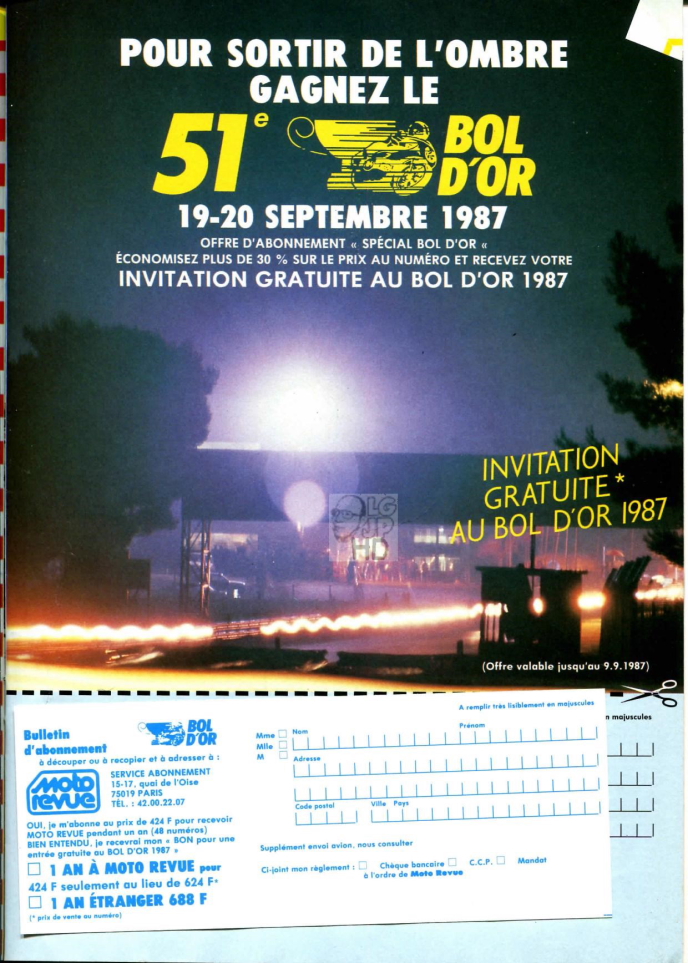 POUR SORTIR DE L'OMBRE
GAGNEZ LE
51e BOL
D'OR
19-20 SEPTEMBRE 1987
OFFRE D'ABONNEMENT « SPÉCIAL BOL D'OR «
ÉCONOMISEZ PLUS DE 30 % SUR LE PRIX AU NUMÉRO ET RECEVEZ VOTRE
INVITATION GRATUITE AU BOL D'OR 1987
INVITATION
GRATUITE*
AU BOL D'OR 1987
LG
JP
HD
(Offre valable jusqu'au 9.9.1987)
n majuscules
A remplir très lisiblement en majuscules
Bulletin
d'abonnement
BOL
D'OR
à découper ou à recopier et à adresser à :
moto
revue
SERVICE ABONNEMENT
15-17, quai de l'Oise
75019 PARIS
TÉL. : 42.00.22.07
OUI, je m'abonne au prix de 424 F pour recevoir
MOTO REVUE pendant un an (48 numéros)
BIEN ENTENDU, je recevrai mon « BON pour une
entrée gratuite au BOL D'OR 1987 »
1 AN À MOTO REVUE pour
424 F seulement au lieu de 624 F*
1 AN ÉTRANGER 688 F
(* prix de vente au numéro)
Mme
Mlle
M
Nom Prénom
Adresse
Code postal Ville Pays
Supplément envoi avion, nous consulter
Ci-joint mon règlement : Chèque bancaire C.C.P. Mandat
à l'ordre de Moto Revue